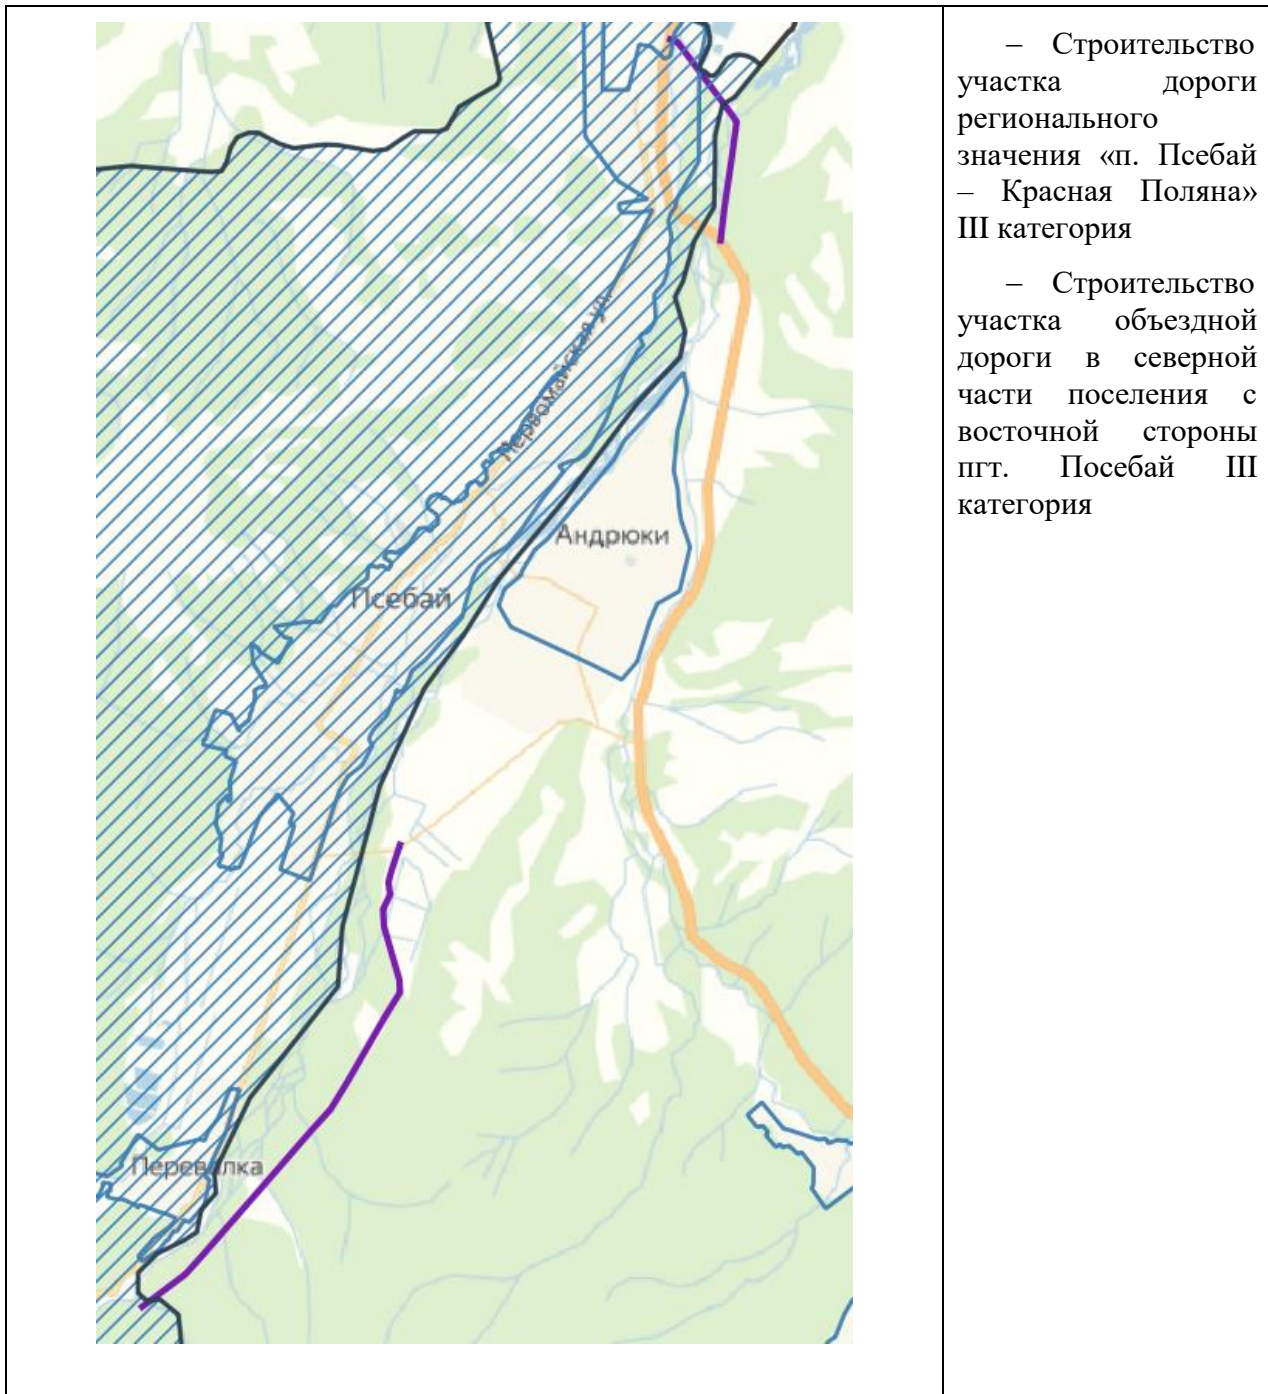 – Строительство
участка дороги
регионального
значения «п. Псебай
– Красная Поляна»
III категория
– Строительство
участка объездной
дороги в северной
части поселения с
восточной стороны
пгт. Посебай III
категория
Первомайская ул.
Андрюки
Псебай
Перевалка